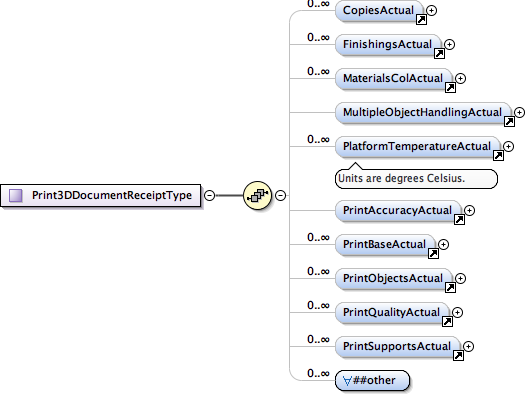 0..∞
CopiesActual
0..∞
FinishingsActual
0..∞
MaterialsColActual
MultipleObjectHandlingActual
0..∞
PlatformTemperatureActual
Units are degrees Celsius.
Print3DDocumentReceiptType
PrintAccuracyActual
0..∞
PrintBaseActual
0..∞
PrintObjectsActual
0..∞
PrintQualityActual
0..∞
PrintSupportsActual
0..∞
∀##other